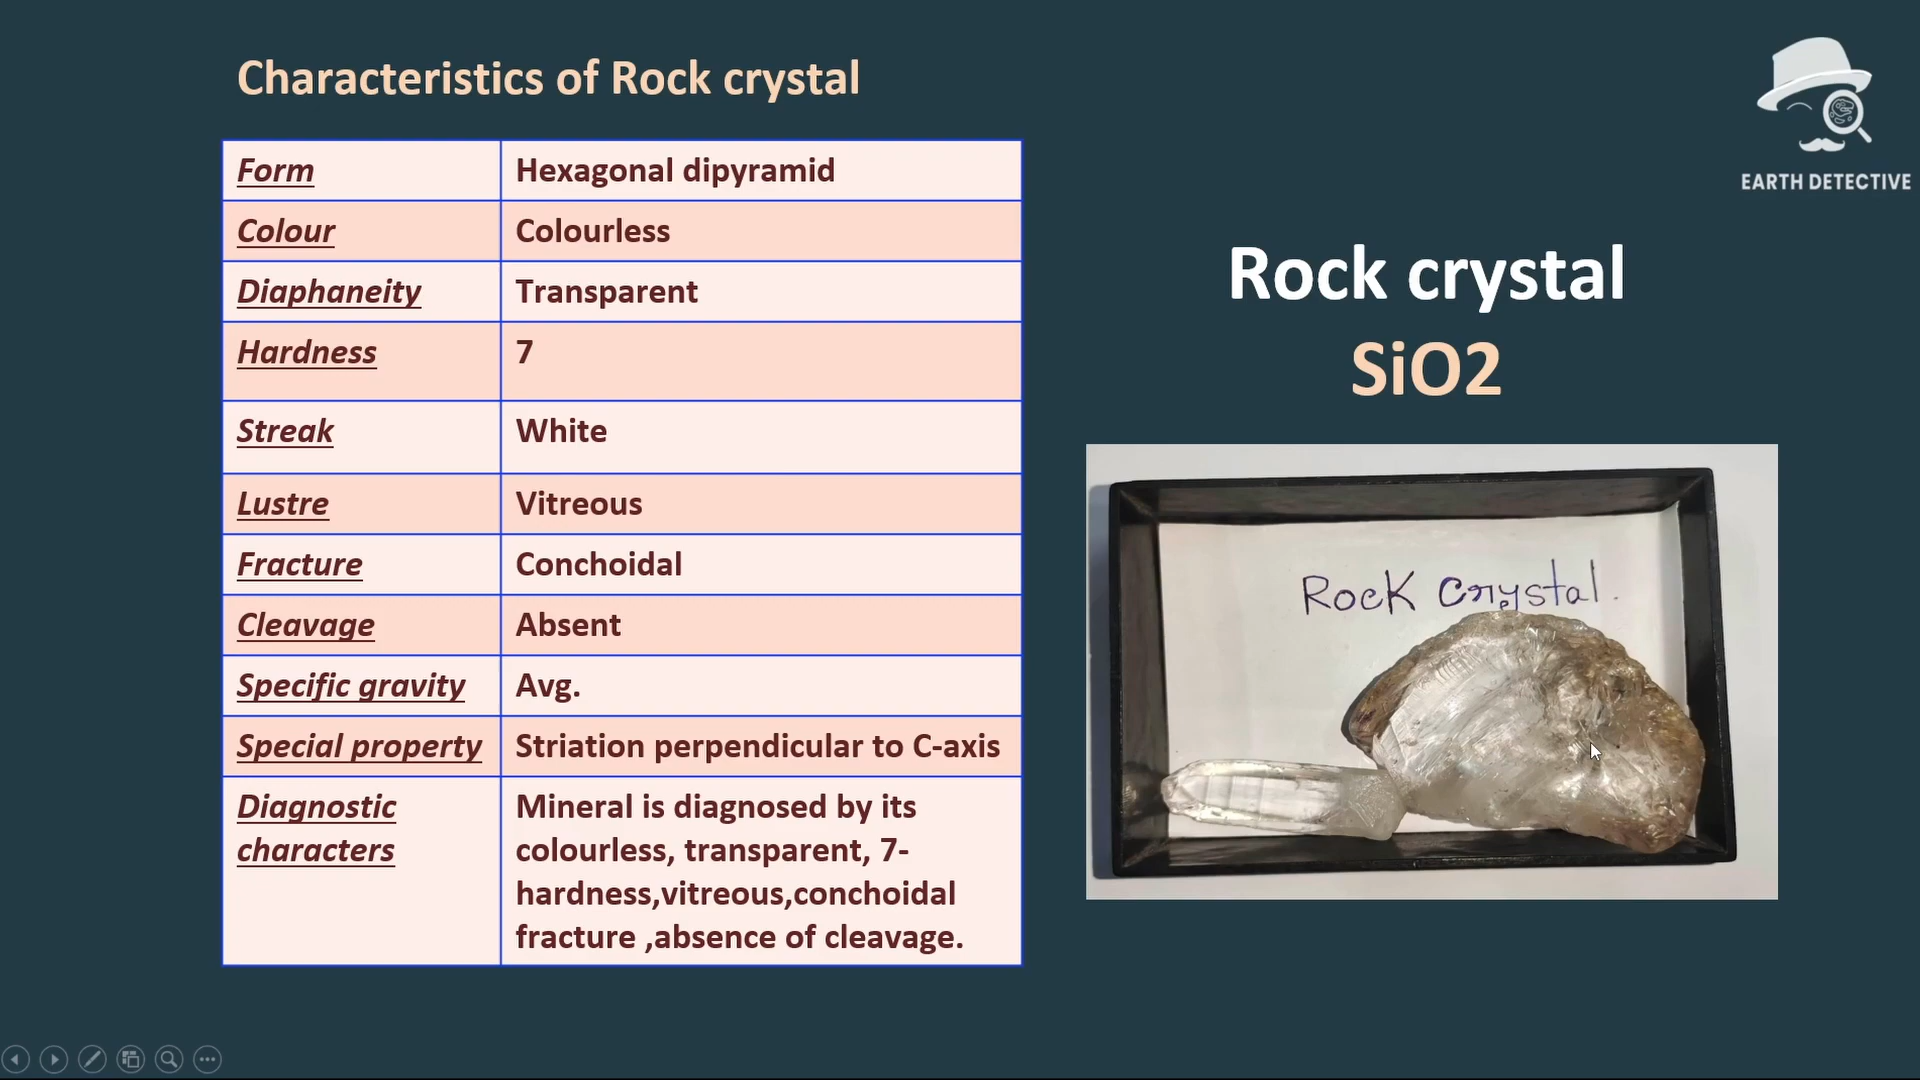 Characteristics of Rock crystal
Form Hexagonal dipyramid
Colour Colourless
Diaphaneity Transparent
Hardness 7
Streak White
Lustre Vitreous
Fracture Conchoidal
Cleavage Absent
Specific gravity Avg.
Special property Striation perpendicular to C-axis
Diagnostic characters
Mineral is diagnosed by its
colourless, transparent, 7-
hardness,vitreous,conchoidal
fracture ,absence of cleavage.
EARTH DETECTIVE
Rock crystal
SiO2
Rock Crystal.